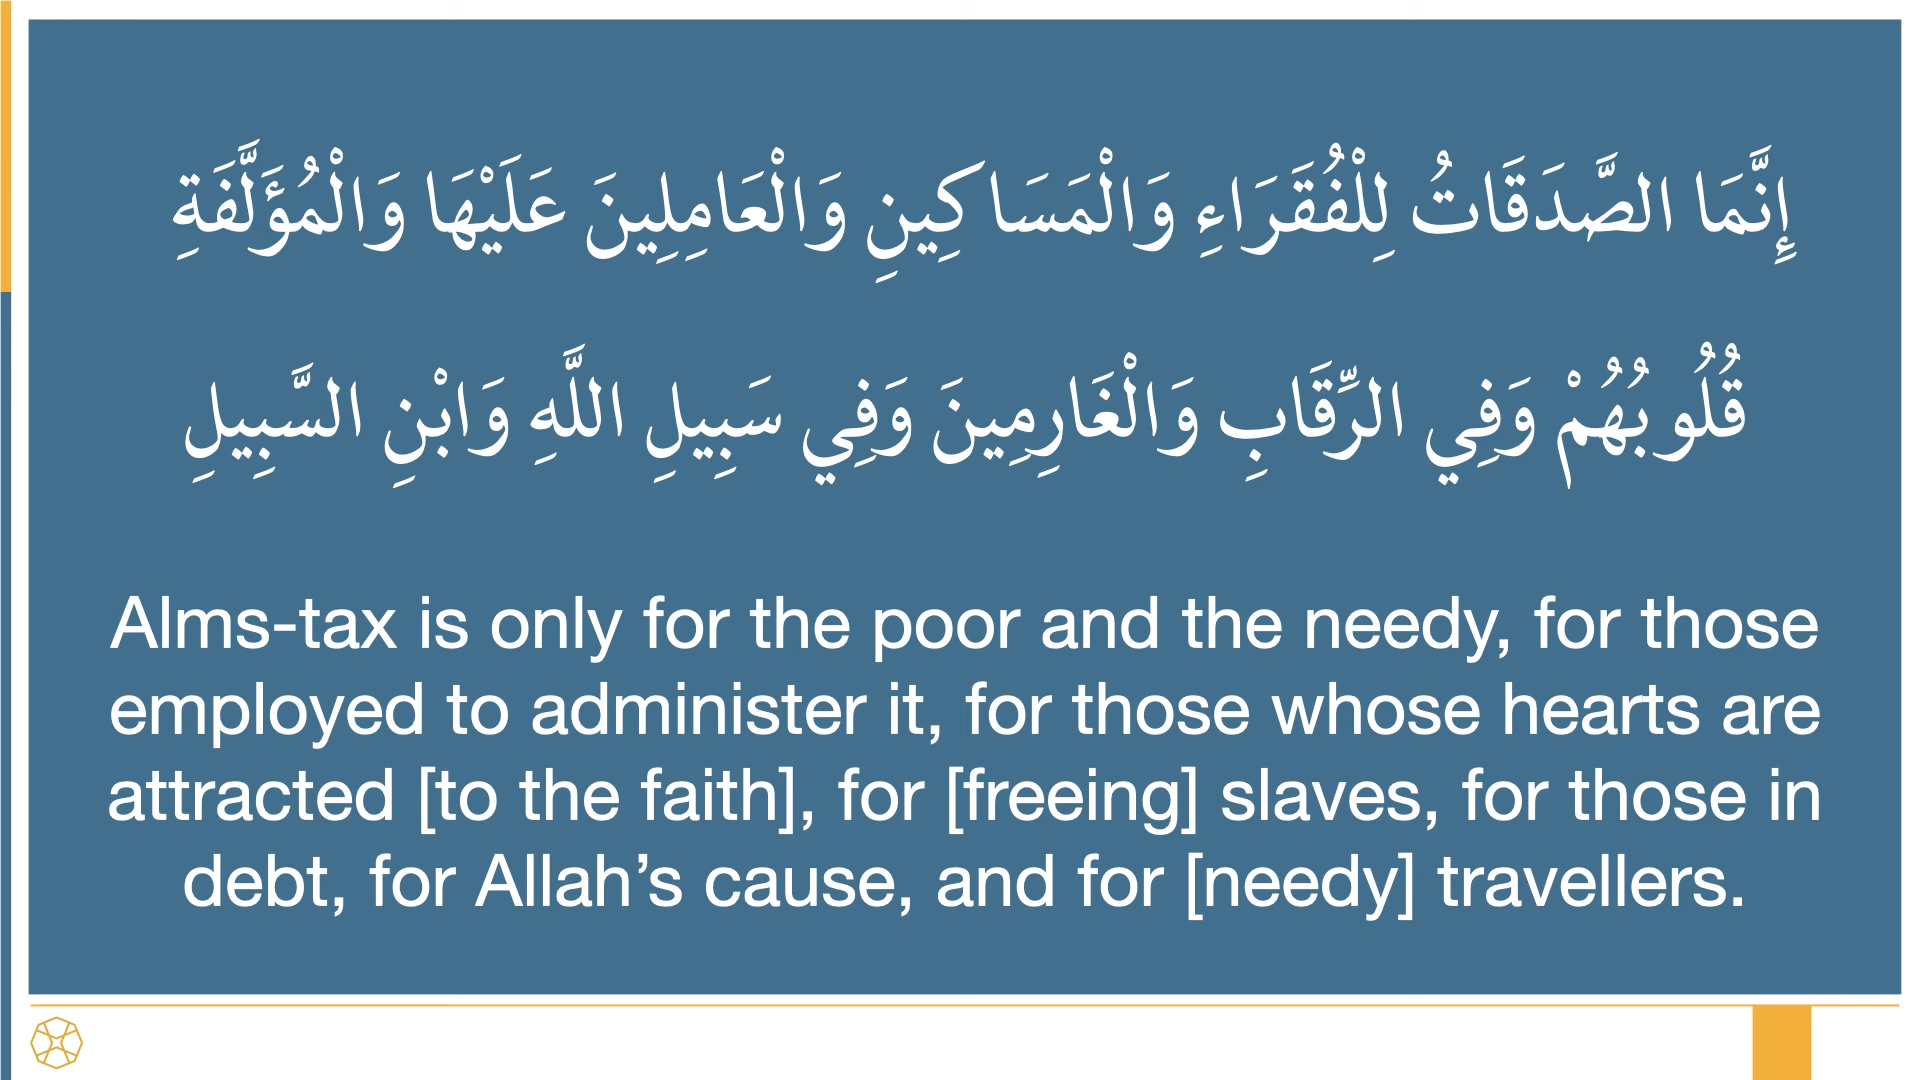 إِنَّمَا الصَّدَقَاتُ لِلْفُقَرَاءِ وَالْمَسَاكِينِ وَالْعَامِلِينَ عَلَيْهَا وَالْمُؤَلَّفَةِ
قُلُوبُهُمْ وَفِي الرِّقَابِ وَالْغَارِمِينَ وَفِي سَبِيلِ اللَّهِ وَابْنِ السَّبِيلِ
Alms-tax is only for the poor and the needy, for those
employed to administer it, for those whose hearts are
attracted [to the faith], for [freeing] slaves, for those in
debt, for Allah’s cause, and for [needy] travellers.